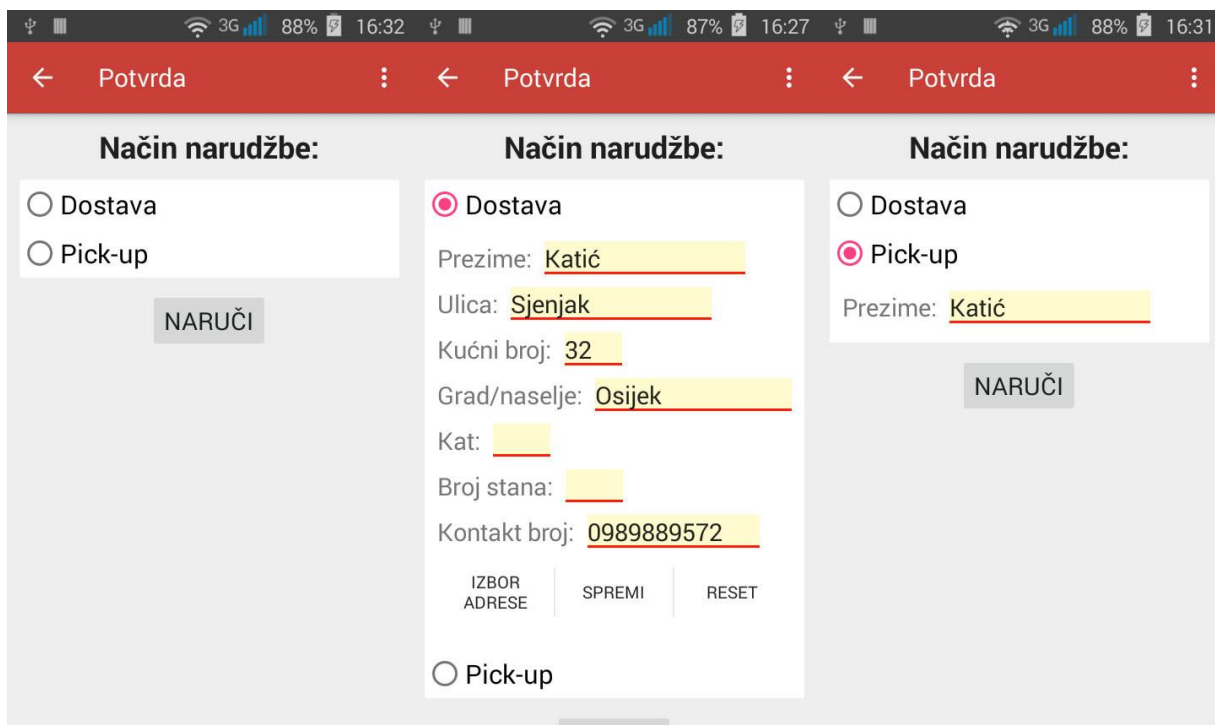 3G 88% 16:32
Potvrda
Način narudžbe:
Dostava
Pick-up
NARUČI
3G 87% 16:27
Potvrda
Način narudžbe:
Dostava
Prezime: Katić
Ulica: Sjenjak
Kućni broj: 32
Grad/naselje: Osijek
Kat:
Broj stana:
Kontakt broj: 0989889572
IZBOR
ADRESE
SPREMI
RESET
Pick-up
3G 88% 16:31
Potvrda
Način narudžbe:
Dostava
Pick-up
Prezime: Katić
NARUČI